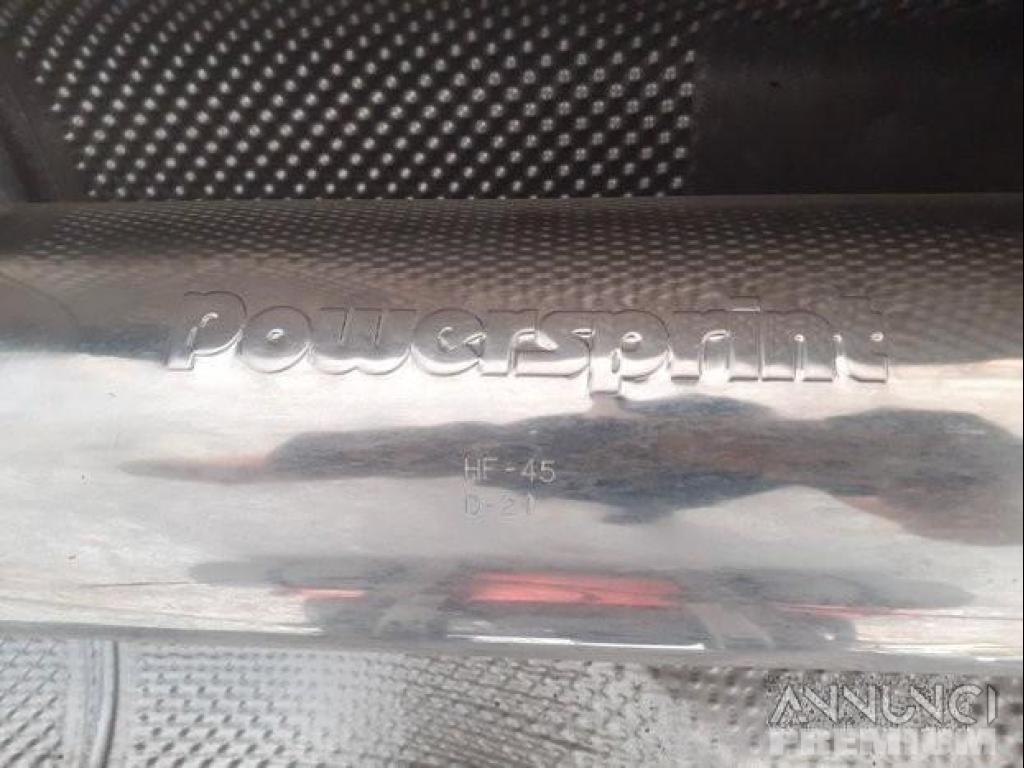 Powersprint
HF-45
D-21
ANNUNCI
PREMIUM